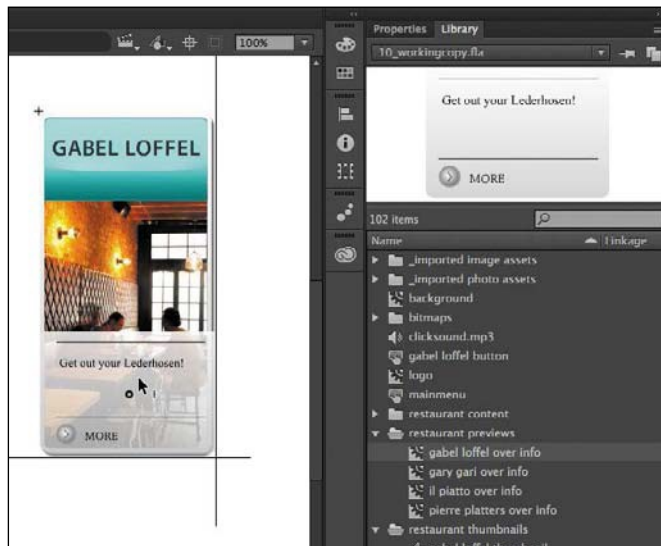 100%
GABEL LOFFEL
Get out your Lederhosen!
MORE
Properties Library
10_workingcopy.fla
Get out your Lederhosen!
MORE
102 items
Name Linkage
_imported image assets
_imported photo assets
background
bitmaps
clicksound.mp3
gabel loffel button
logo
mainmenu
restaurant content
restaurant previews
gabel loffel over info
gary gari over info
il piatto over info
pierre platters over info
restaurant thumbnails